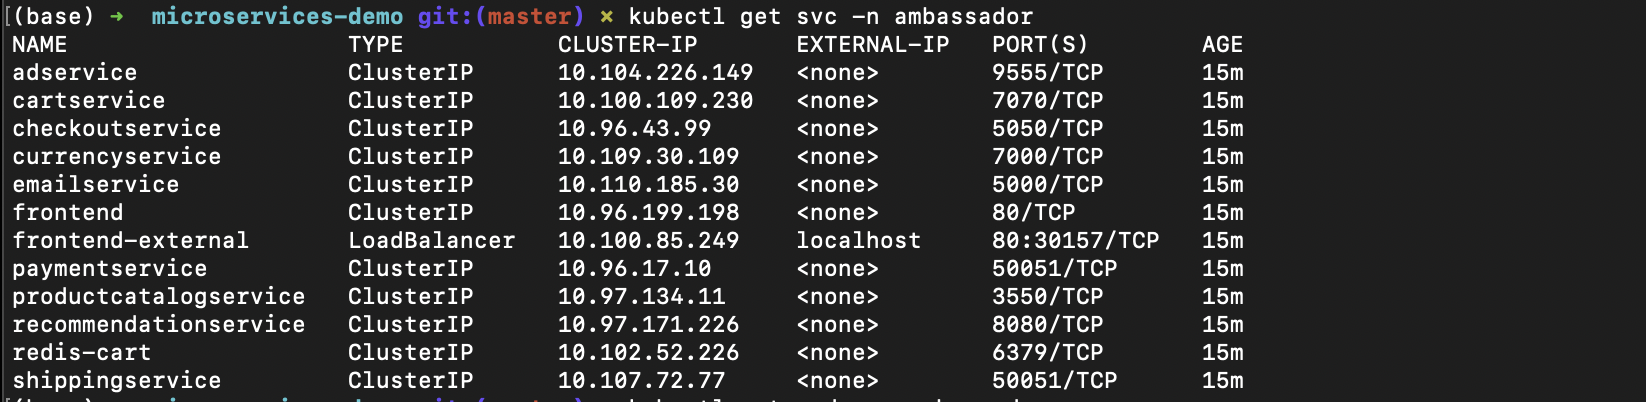 [(base) ➜  microservices-demo git:(master) ✗ kubectl get svc -n ambassador
NAME                    TYPE           CLUSTER-IP       EXTERNAL-IP   PORT(S)        AGE
adservice               ClusterIP      10.104.226.149   <none>        9555/TCP       15m
cartservice             ClusterIP      10.100.109.230   <none>        7070/TCP       15m
checkoutservice         ClusterIP      10.96.43.99      <none>        5050/TCP       15m
currencyservice         ClusterIP      10.109.30.109    <none>        7000/TCP       15m
emailservice            ClusterIP      10.110.185.30    <none>        5000/TCP       15m
frontend                ClusterIP      10.96.199.198    <none>        80/TCP         15m
frontend-external       LoadBalancer   10.100.85.249    localhost     80:30157/TCP   15m
paymentservice          ClusterIP      10.96.17.10      <none>        50051/TCP      15m
productcatalogservice   ClusterIP      10.97.134.11     <none>        3550/TCP       15m
recommendationservice   ClusterIP      10.97.171.226    <none>        8080/TCP       15m
redis-cart              ClusterIP      10.102.52.226    <none>        6379/TCP       15m
shippingservice         ClusterIP      10.107.72.77     <none>        50051/TCP      15m